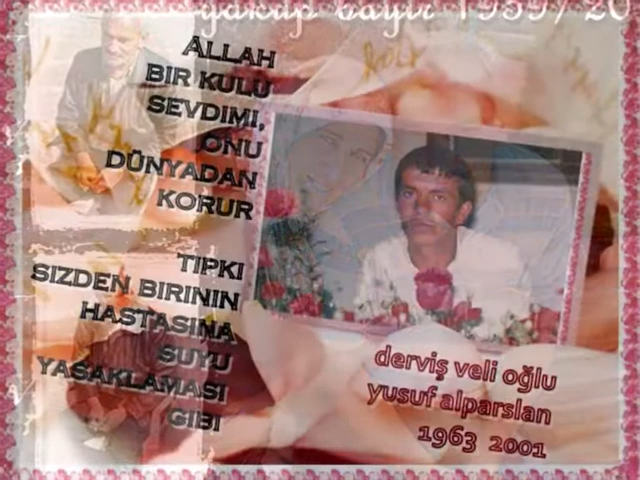 yakup bayır 1939/20
ALLAH
BIR KULU
SEVDIMI,
ONU
DÜNYADAN
KORUR
TIPKI
SIZDEN BIRININ
HASTASINA
SUYU
YASAKLAMASI
GIBI
derviş veli oğlu
yusuf alparslan
1963 2001